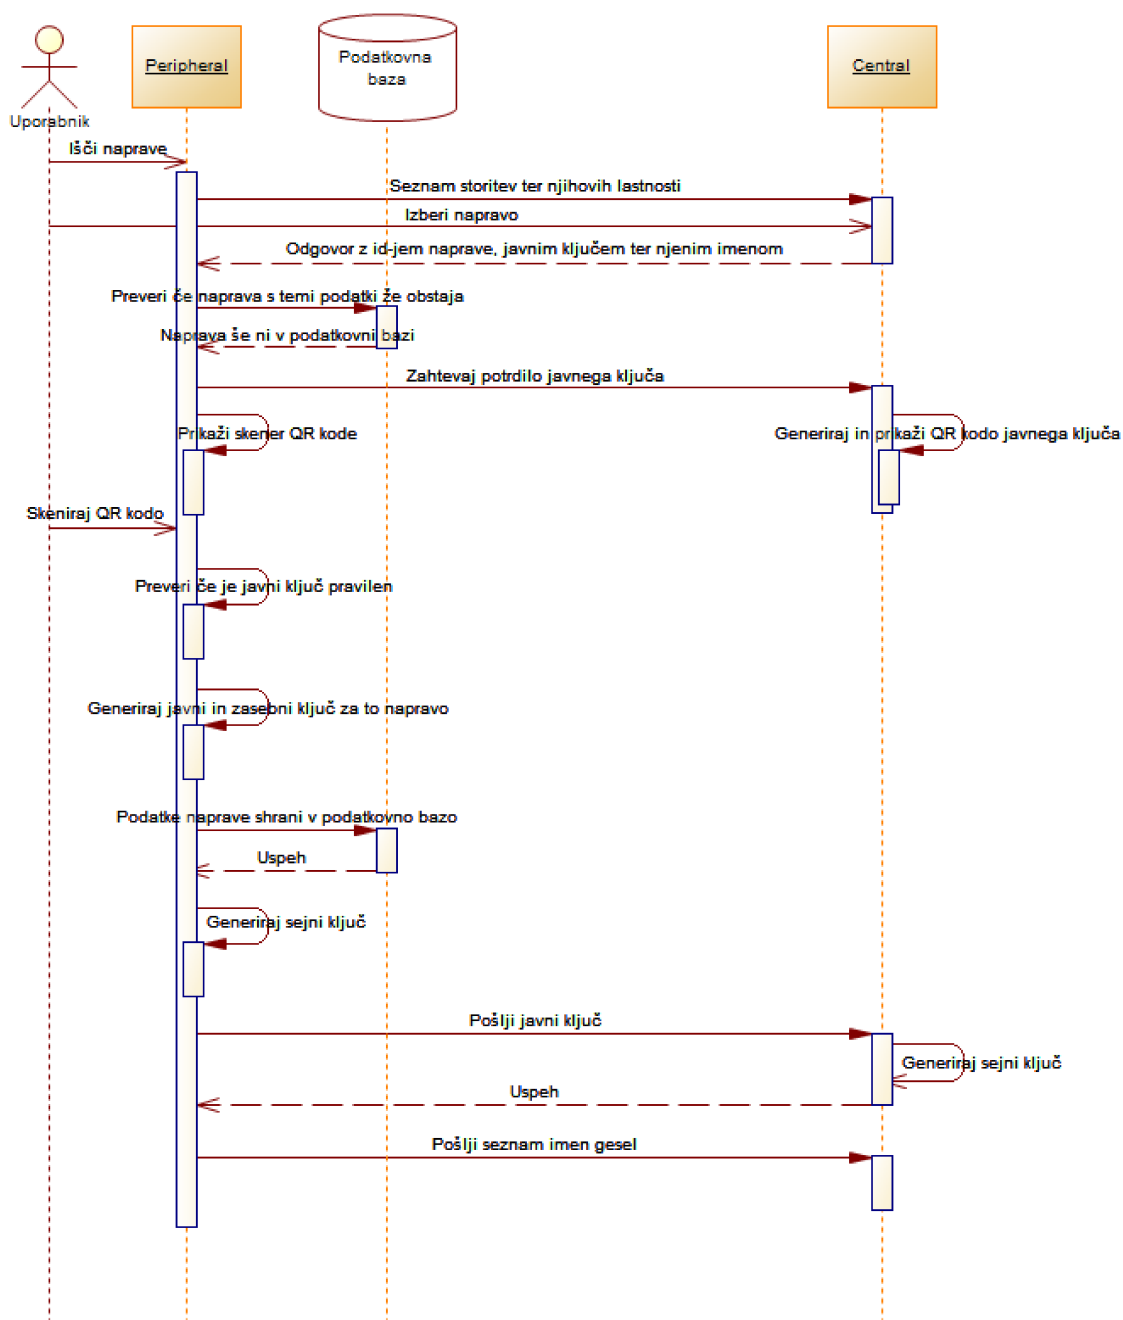 Uporabnik
Peripheral
Podatkovna
baza
Central
Išči naprave
Seznam storitev ter njihovih lastnosti
Izberi napravo
Odgovor z id-jem naprave, javnim ključem ter njenim imenom
Preveri če naprava s temi podatki že obstaja
Naprava še ni v podatkovni bazi
Zahtevaj potrdilo javnega ključa
Prikaži skener QR kode
Generiraj in prikaži QR kodo javnega ključa
Skeniraj QR kodo
Preveri če je javni ključ pravilen
Generiraj javni in zasebni ključ za to napravo
Podatke naprave shrani v podatkovno bazo
Uspeh
Generiraj sejni ključ
Pošlji javni ključ
Generiraj sejni ključ
Uspeh
Pošlji seznam imen gesel